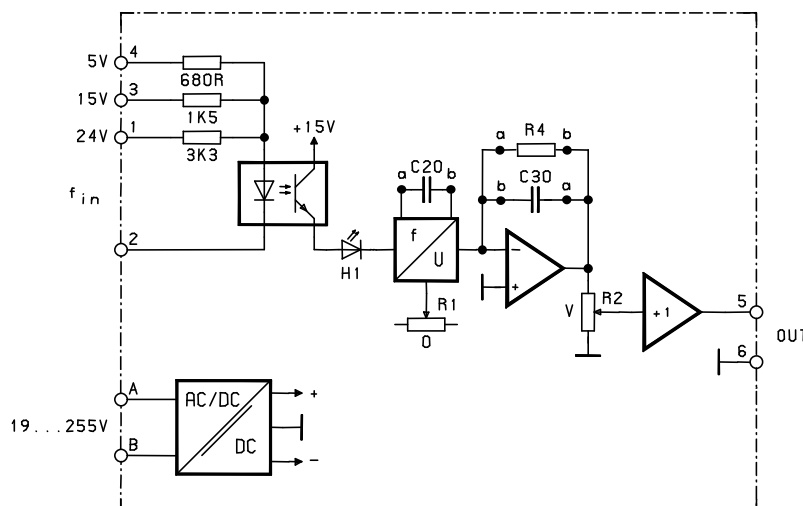 5V 4
680R
15V 3
1K5
24V 1
3K3
+15V
f in
2
H1
a C20 b
f
U
R1
0
a R4 b
b C30 a
−
+
V R2
+1
5
OUT
6
A
19...255V
B
AC/DC
DC
+
−